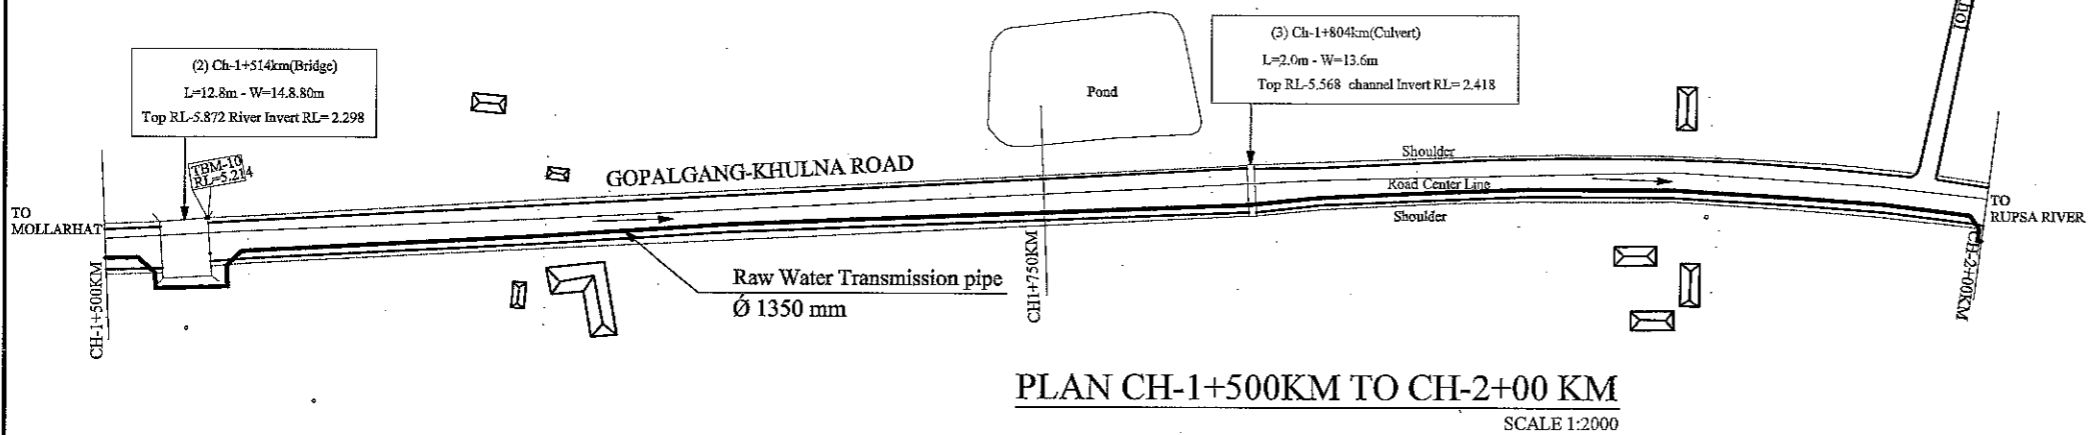 (2) Ch-1+514km(Bridge)
L=12.8m - W=14.8.80m
Top RL-5.872 River Invert RL= 2.298
TBM-10
RL=5.214
(3) Ch-1+804km(Culvert)
L=2.0m - W=13.6m
Top RL-5.568 channel Invert RL= 2.418
Pond
GOPALGANG-KHULNA ROAD
Shoulder
Road Center Line
Shoulder
TO
MOLLARHAT
TO
RUPSA RIVER
CH-1+500KM
CH1+750KM
CH-2+00KM
Raw Water Transmission pipe
Ø 1350 mm
PLAN CH-1+500KM TO CH-2+00 KM
SCALE 1:2000